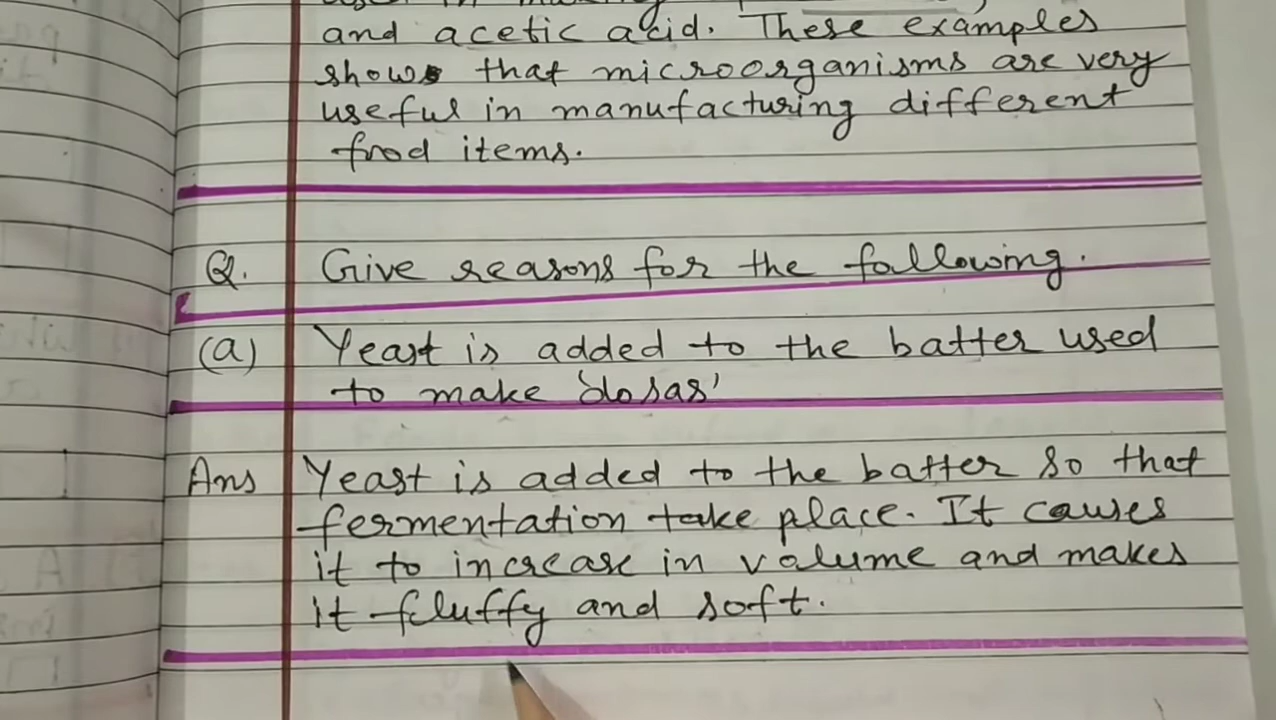 and acetic acid. These examples
shows that microorganisms are very
useful in manufacturing different
food items.
Q. Give reasons for the following.
(a) Yeast is added to the batter used
to make 'dosas'
Ans Yeast is added to the batter so that
fermentation take place. It causes
it to increase in volume and makes
it fluffy and soft.